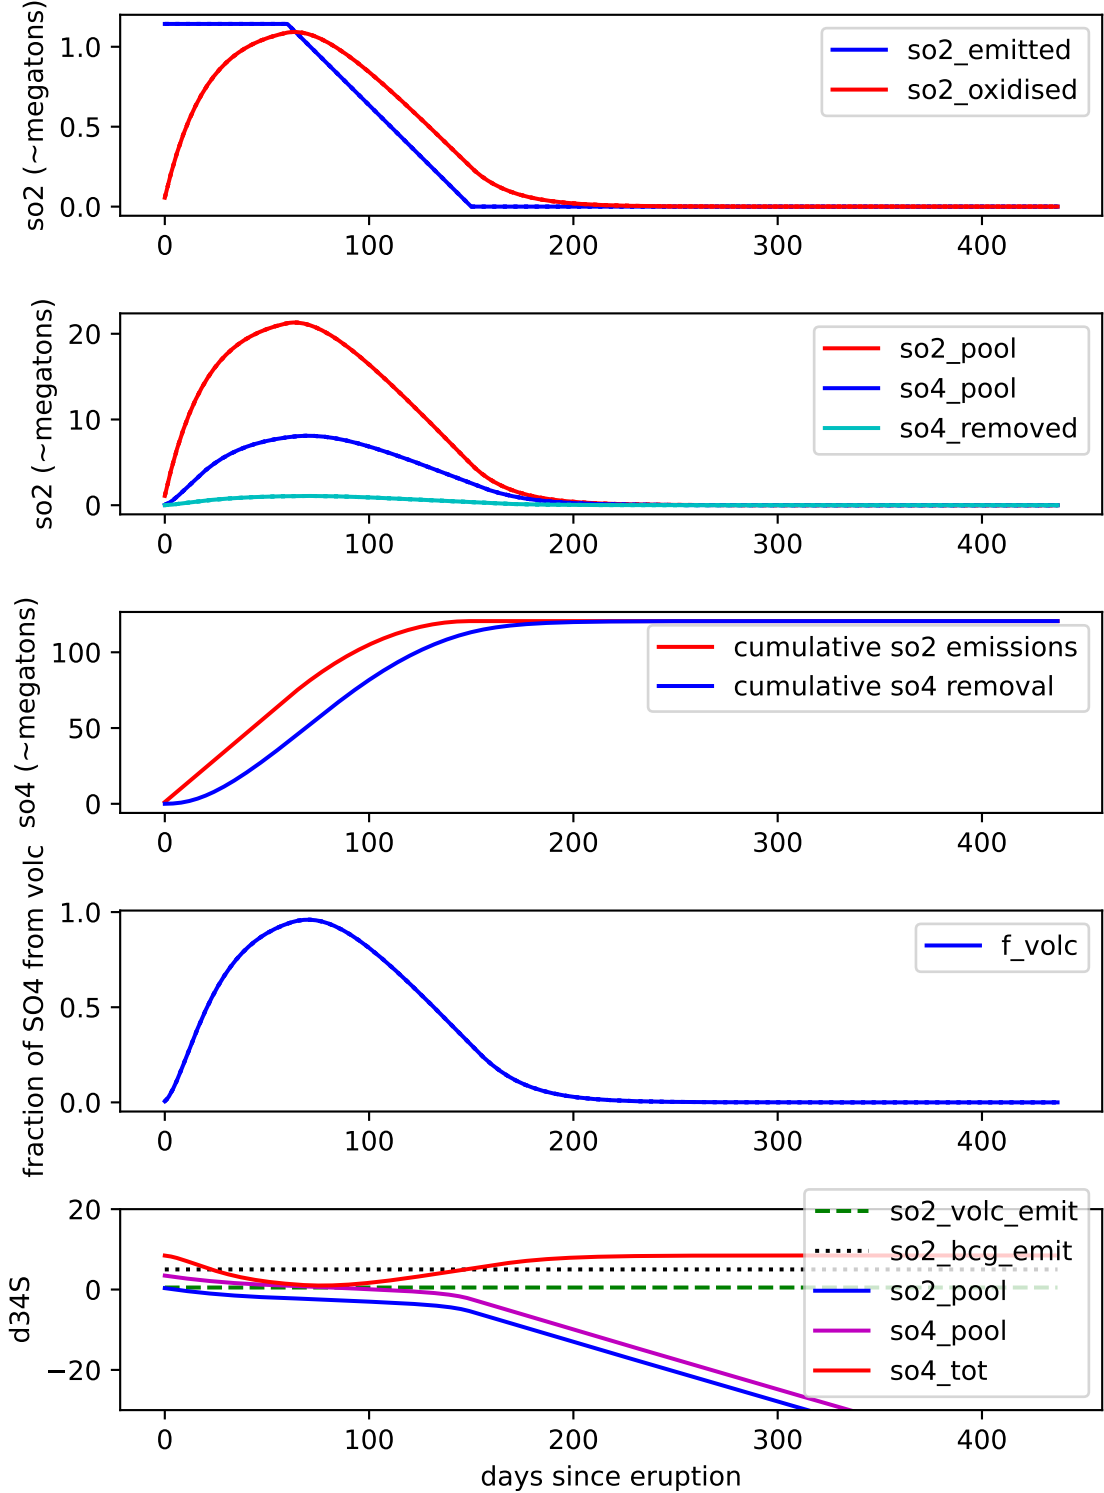 so2 (~megatons)
1.0
0.5
0.0
so2_emitted
so2_oxidised
0
100
200
300
400
so2 (~megatons)
20
10
0
so2_pool
so4_pool
so4_removed
0
100
200
300
400
so4 (~megatons)
100
50
0
cumulative so2 emissions
cumulative so4 removal
0
100
200
300
400
fraction of SO4 from volc
1.0
0.5
0.0
f_volc
0
100
200
300
400
d34S
20
0
−20
so2_volc_emit
so2_bcg_emit
so2_pool
so4_pool
so4_tot
0
100
200
300
400
days since eruption